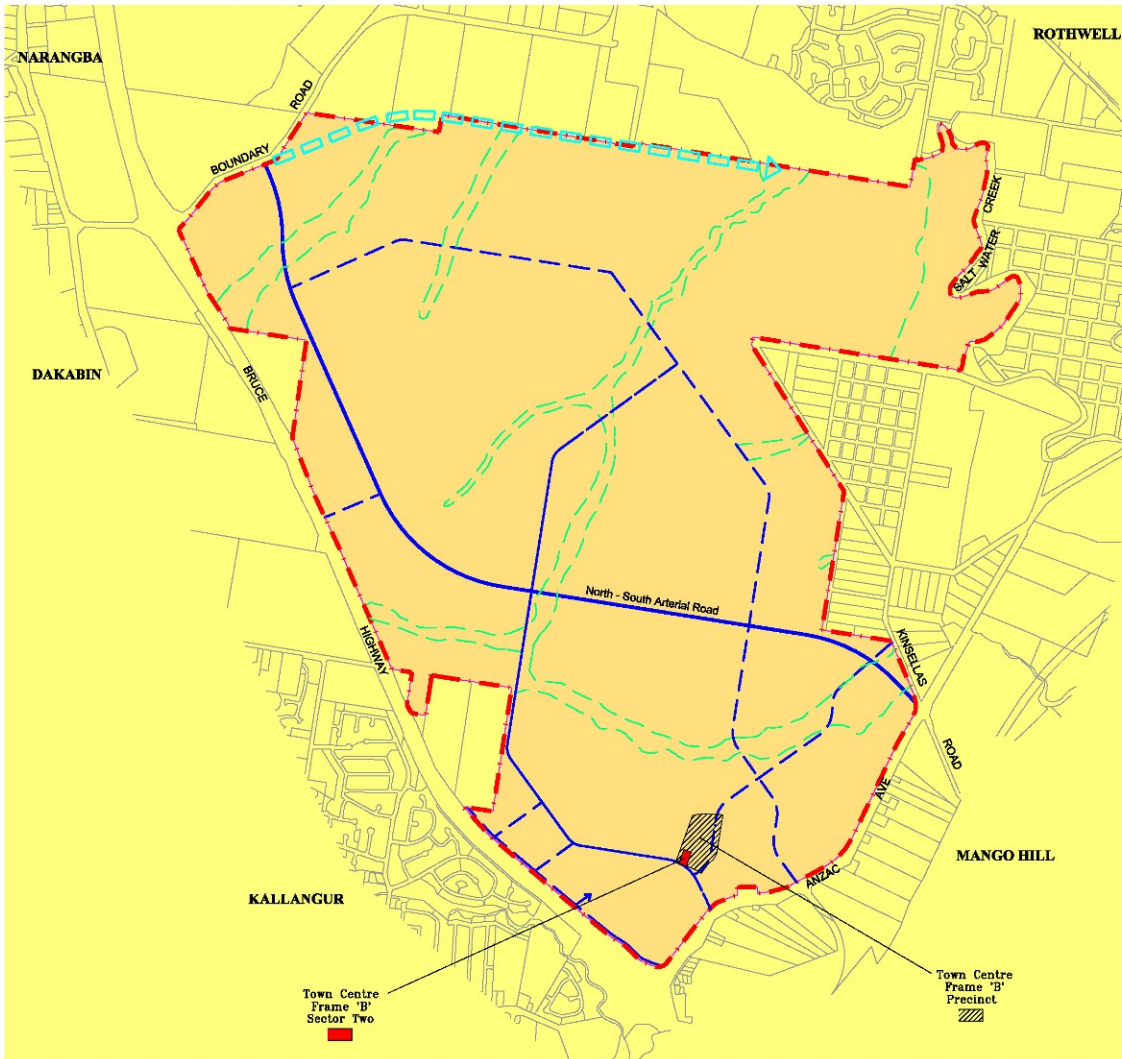 NARANGBA
ROTHWELL
ROAD
BOUNDARY
CREEK
SALT WATER
DAKABIN
BRUCE
North - South Arterial Road
HIGHWAY
KINSELLAS
ROAD
AVE
ANZAC
MANGO HILL
KALLANGUR
Town Centre
Frame 'B'
Sector Two
Town Centre
Frame 'B'
Precinct